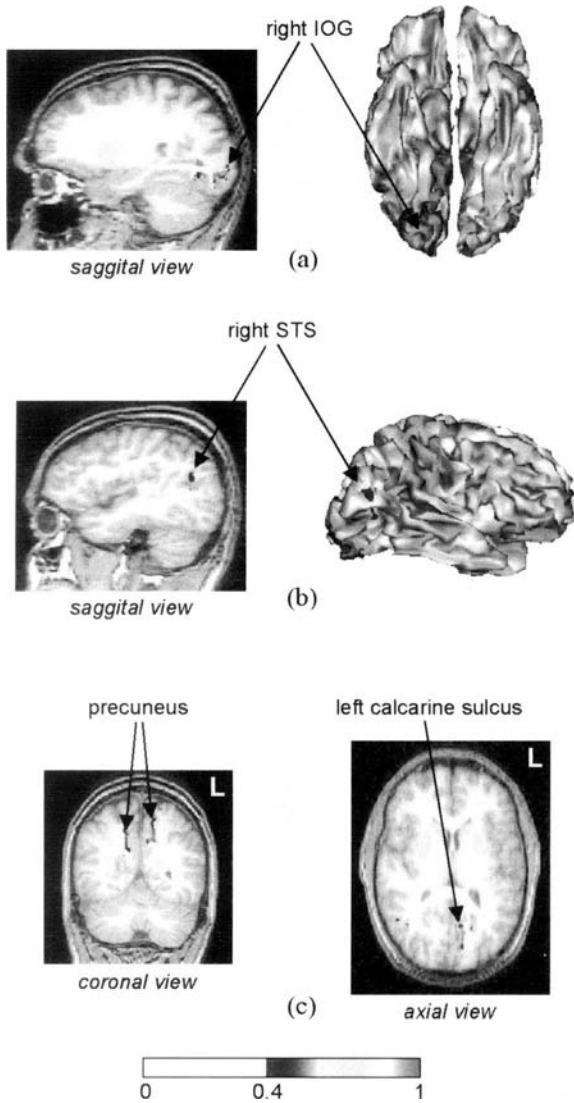 right IOG
saggital view
(a)
right STS
saggital view
(b)
precuneus
left calcarine sulcus
L
L
coronal view
axial view
(c)
0
0.4
1